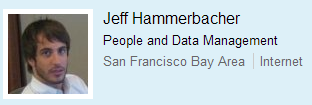 Jeff Hammerbacher
People and Data Management
San Francisco Bay Area | Internet